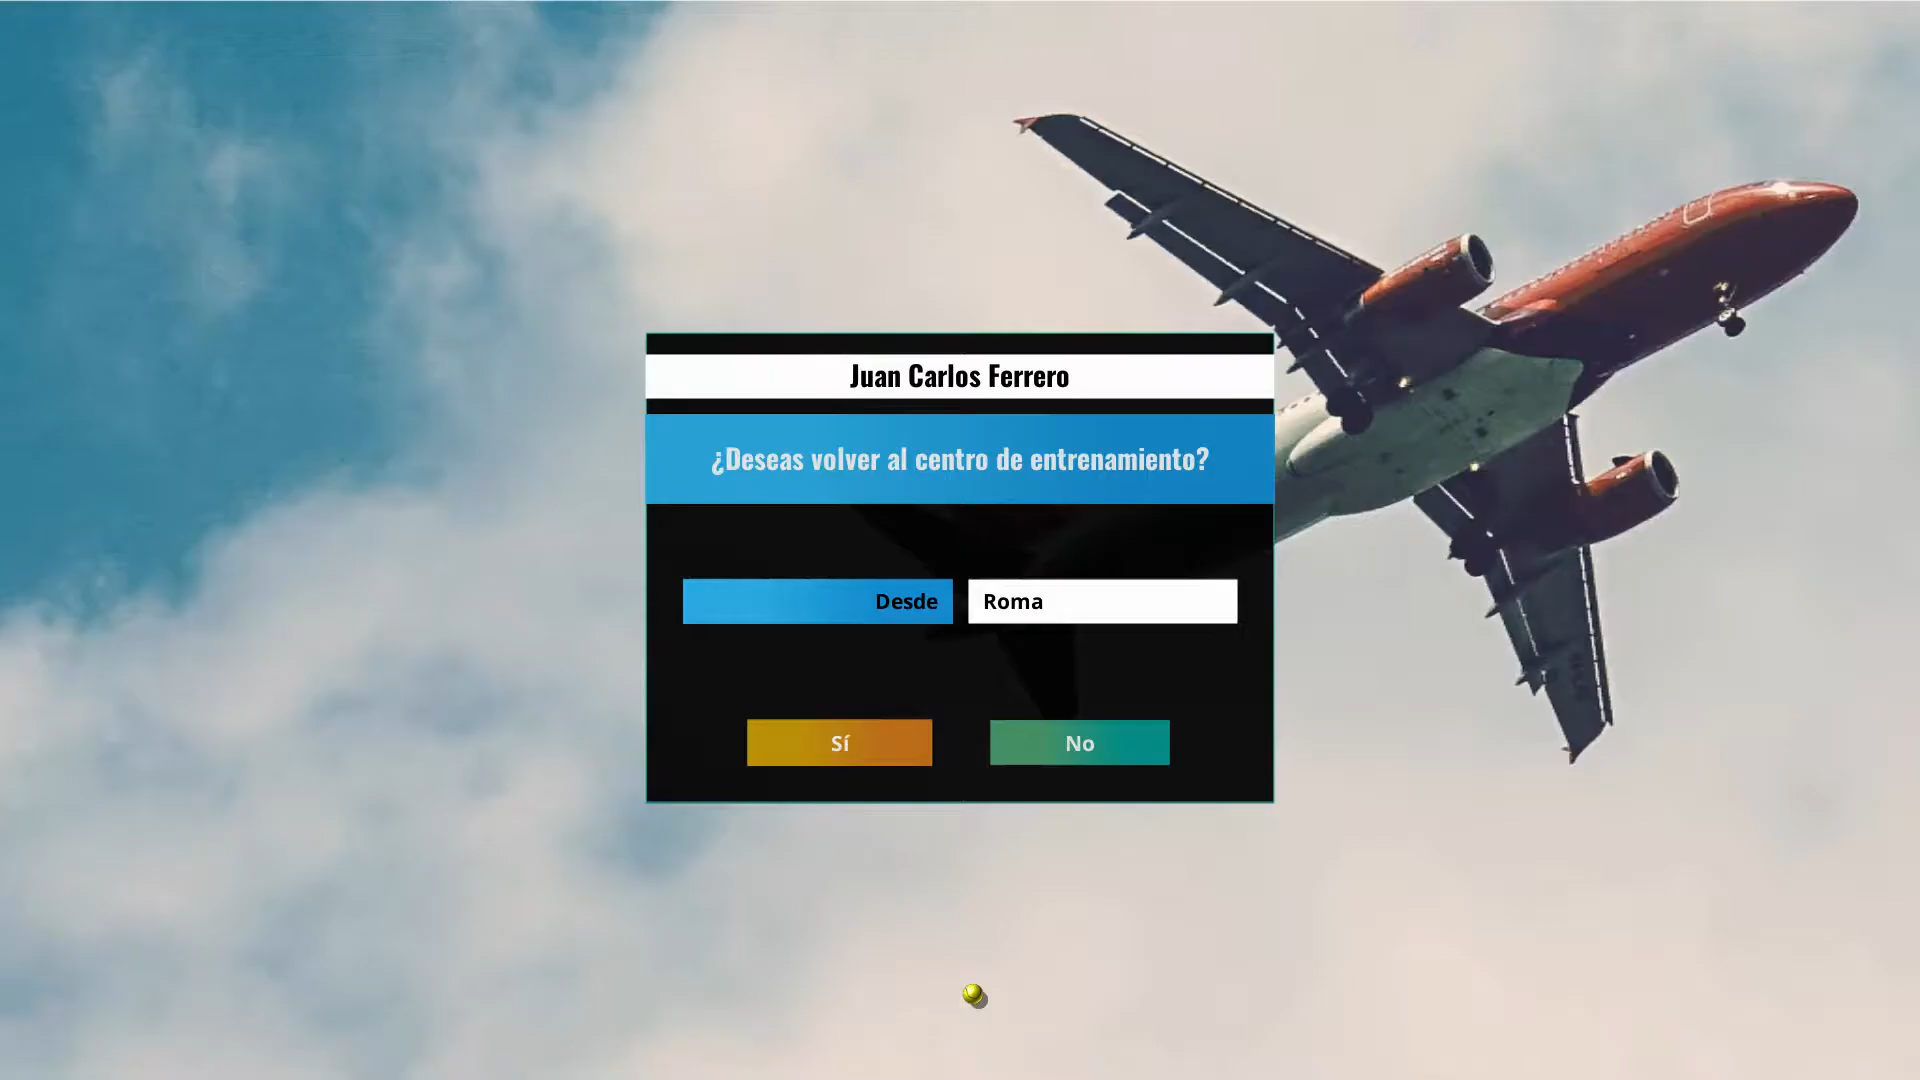 Juan Carlos Ferrero
¿Deseas volver al centro de entrenamiento?
Desde Roma
Sí No